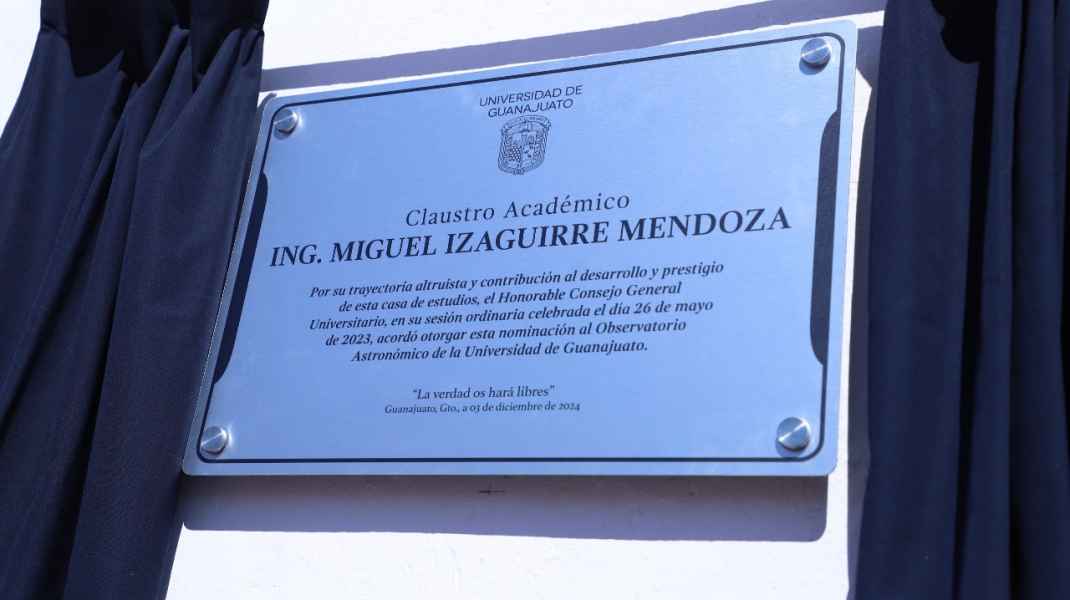 UNIVERSIDAD DE
GUANAJUATO
Claustro Académico
ING. MIGUEL IZAGUIRRE MENDOZA
Por su trayectoria altruista y contribución al desarrollo y prestigio
de esta casa de estudios, el Honorable Consejo General
Universitario, en su sesión ordinaria celebrada el día 26 de mayo
de 2023, acordó otorgar esta nominación al Observatorio
Astronómico de la Universidad de Guanajuato.
“La verdad os hará libres”
Guanajuato, Gto., a 03 de diciembre de 2024